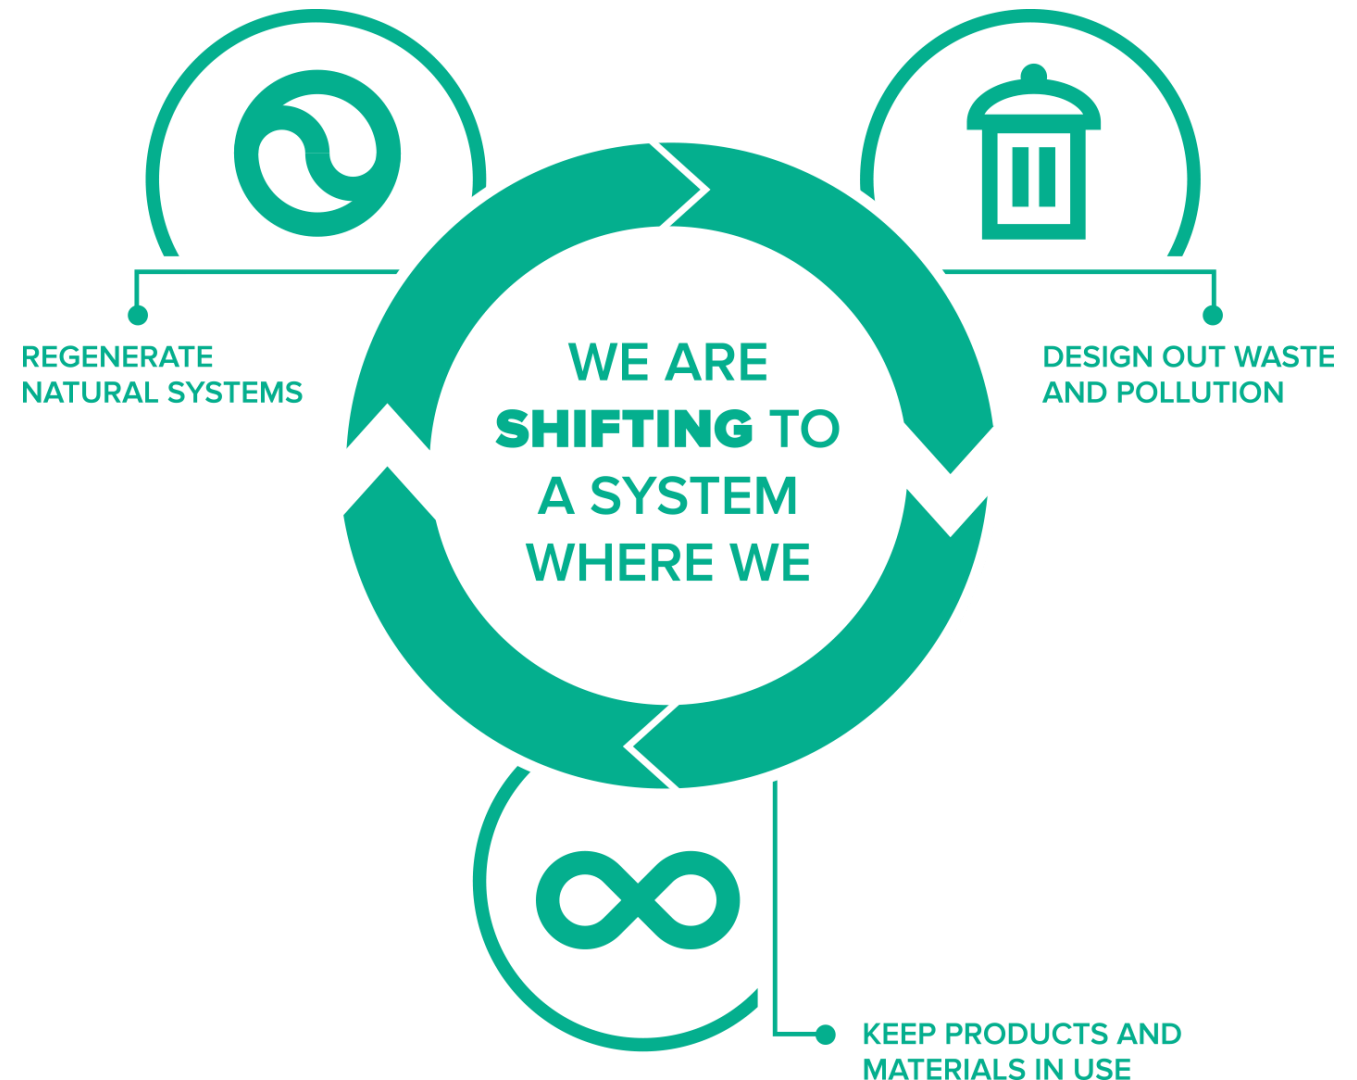 WE ARE
SHIFTING TO
A SYSTEM
WHERE WE
REGENERATE
NATURAL SYSTEMS
DESIGN OUT WASTE
AND POLLUTION
KEEP PRODUCTS AND
MATERIALS IN USE